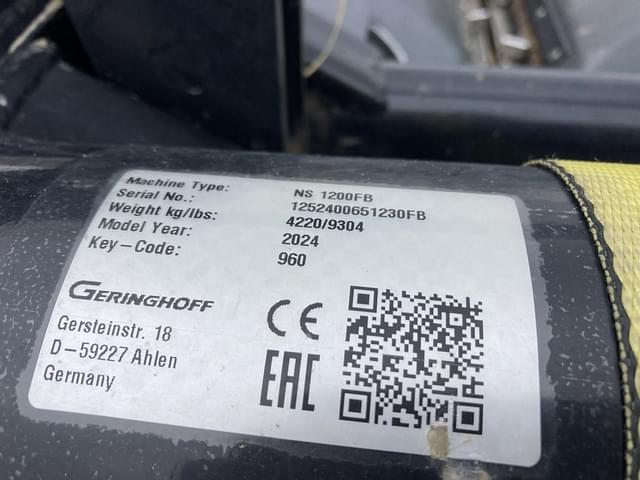 Machine Type: NS 1200FB
Serial No.: 1252400651230FB
Weight kg/lbs: 4220/9304
Model Year: 2024
Key-Code: 960
GERINGHOFF
Gersteinstr. 18
D-59227 Ahlen
Germany
CE
EAC